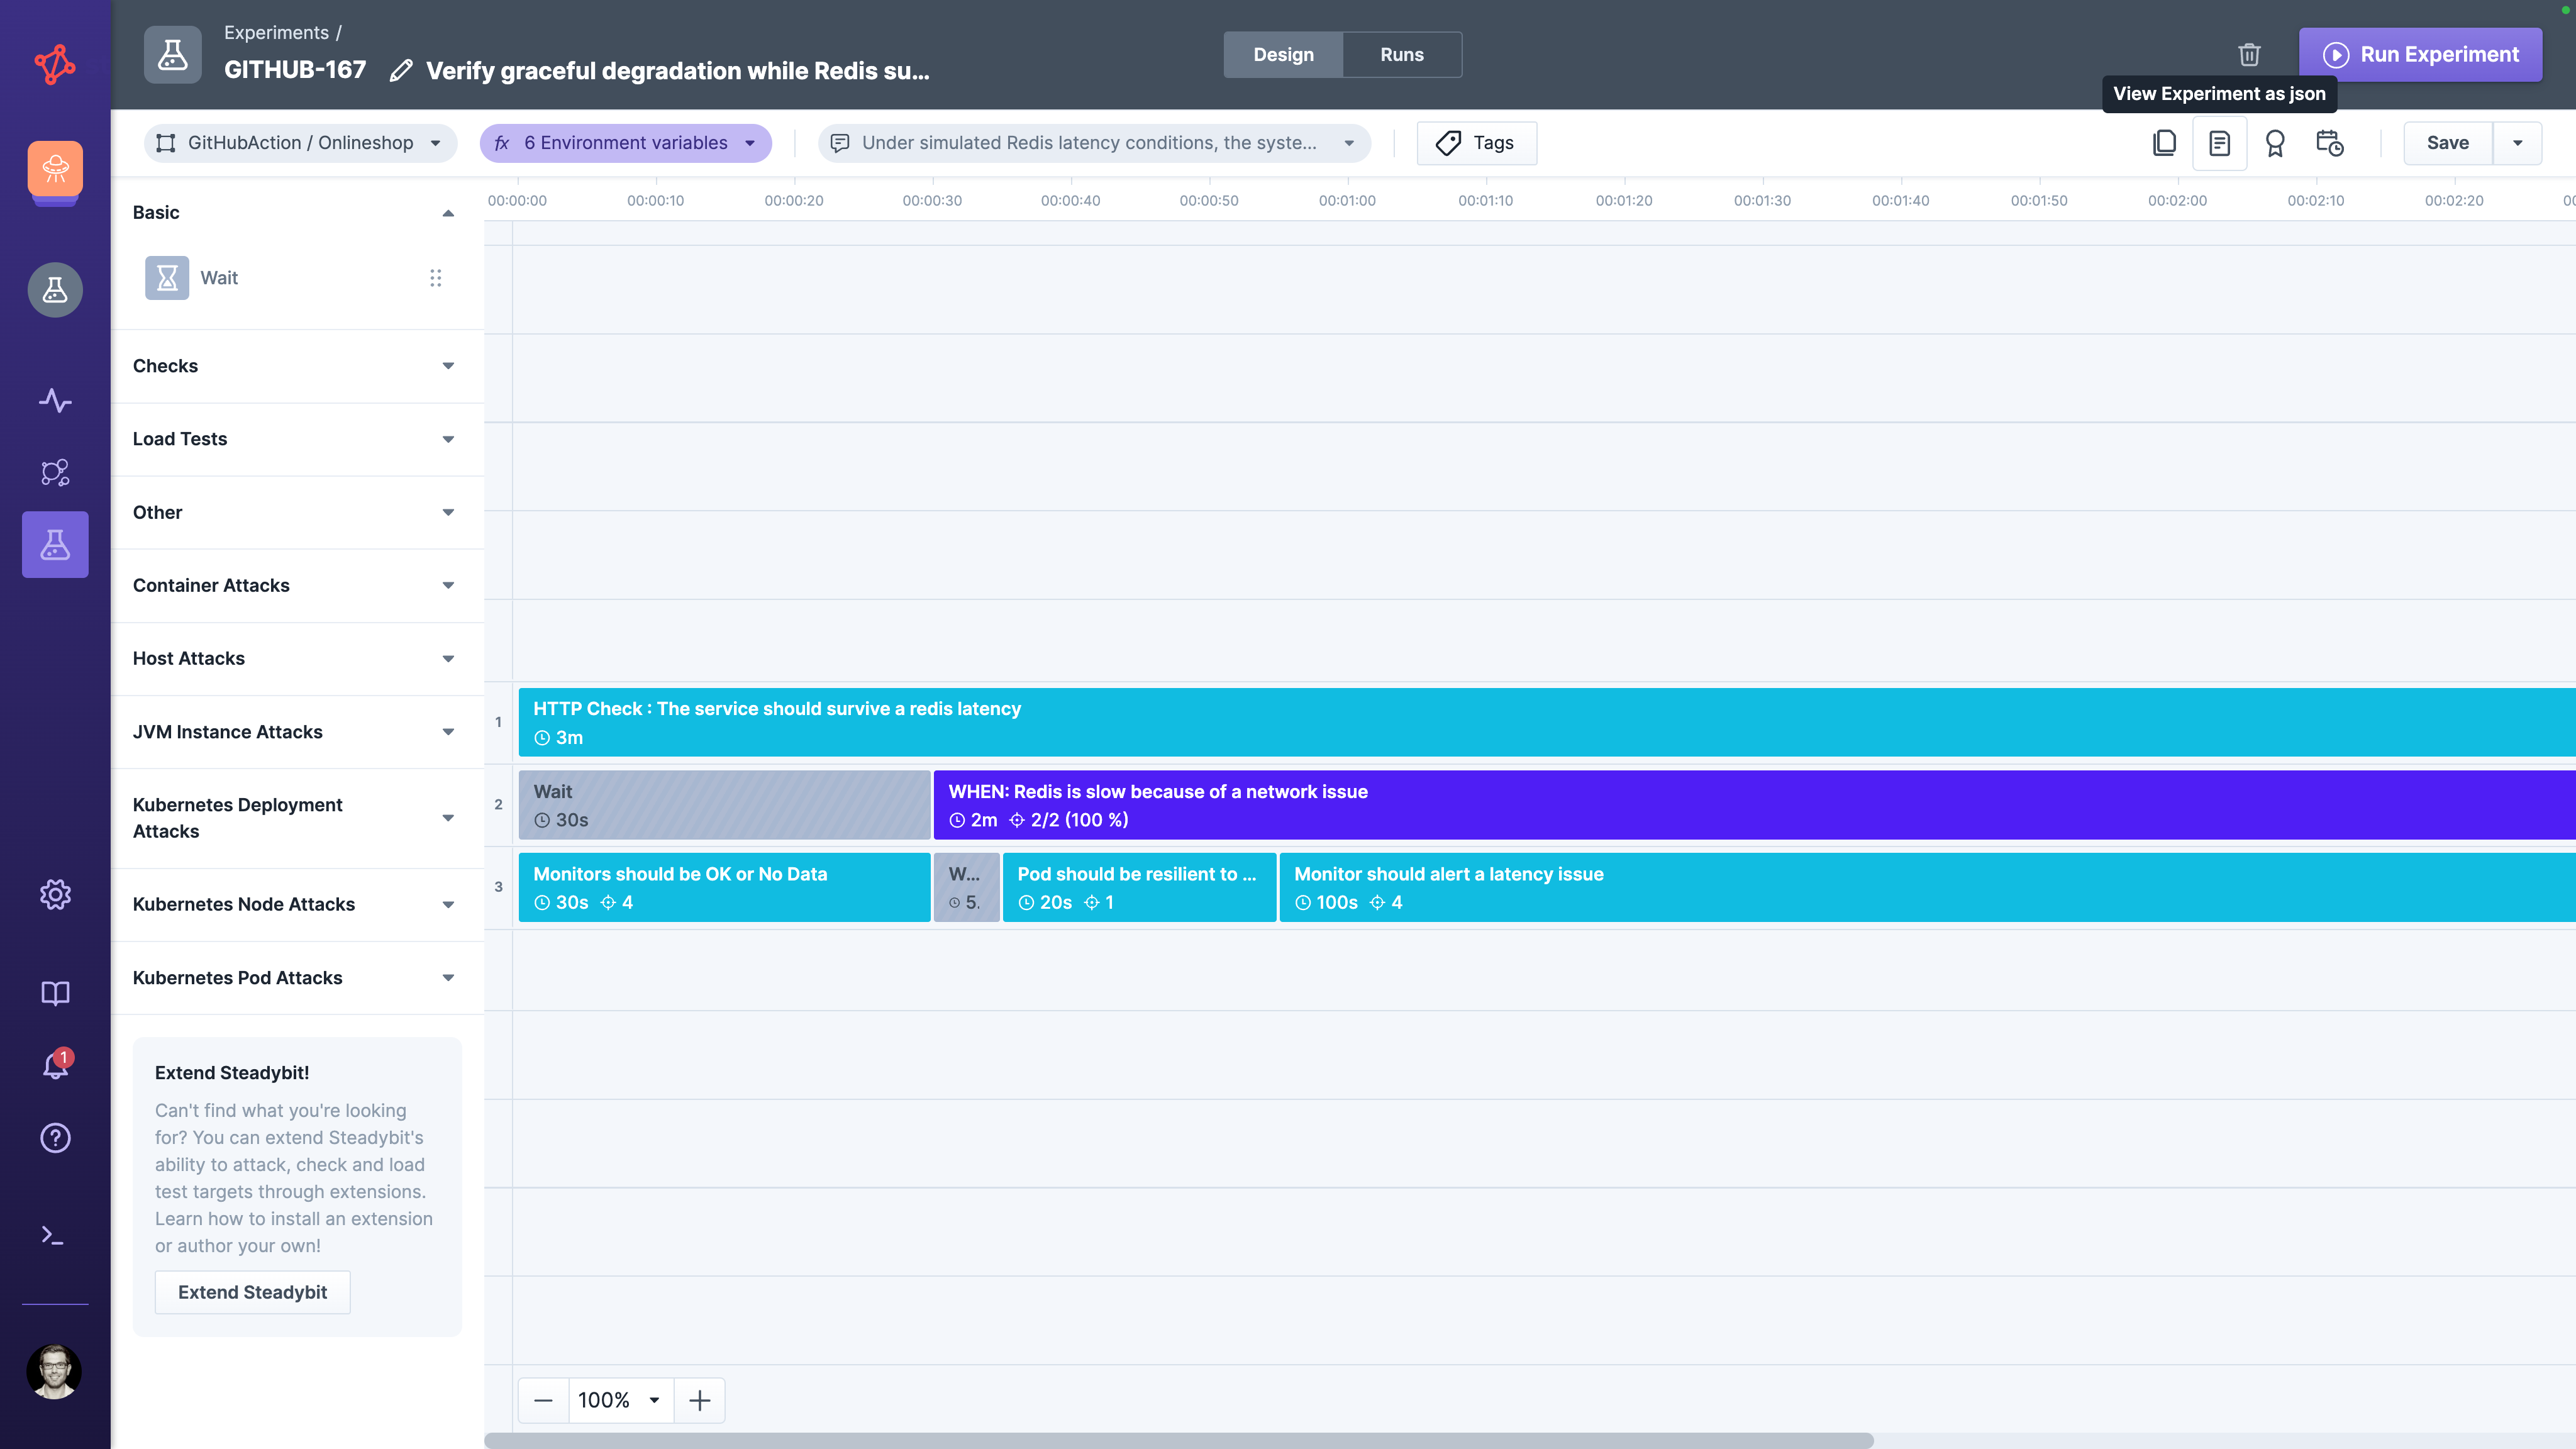 Experiments /
GITHUB-167
Verify graceful degradation while Redis su...
Design
Runs
Run Experiment
View Experiment as json
GitHubAction / Onlineshop
fx 6 Environment variables
Under simulated Redis latency conditions, the syste...
Tags
Save
Basic
Wait
Checks
Load Tests
Other
Container Attacks
Host Attacks
JVM Instance Attacks
Kubernetes Deployment
Attacks
Kubernetes Node Attacks
Kubernetes Pod Attacks
Extend Steadybit!
Can't find what you're looking
for? You can extend Steadybit's
ability to attack, check and load
test targets through extensions.
Learn how to install an extension
or author your own!
Extend Steadybit
1
00:00:00
00:00:10
00:00:20
00:00:30
00:00:40
00:00:50
00:01:00
00:01:10
00:01:20
00:01:30
00:01:40
00:01:50
00:02:00
00:02:10
00:02:20
1
HTTP Check : The service should survive a redis latency
3m
2
Wait
30s
WHEN: Redis is slow because of a network issue
2m 2/2 (100 %)
3
Monitors should be OK or No Data
30s 4
W...
5.
Pod should be resilient to ...
20s 1
Monitor should alert a latency issue
100s 4
100%